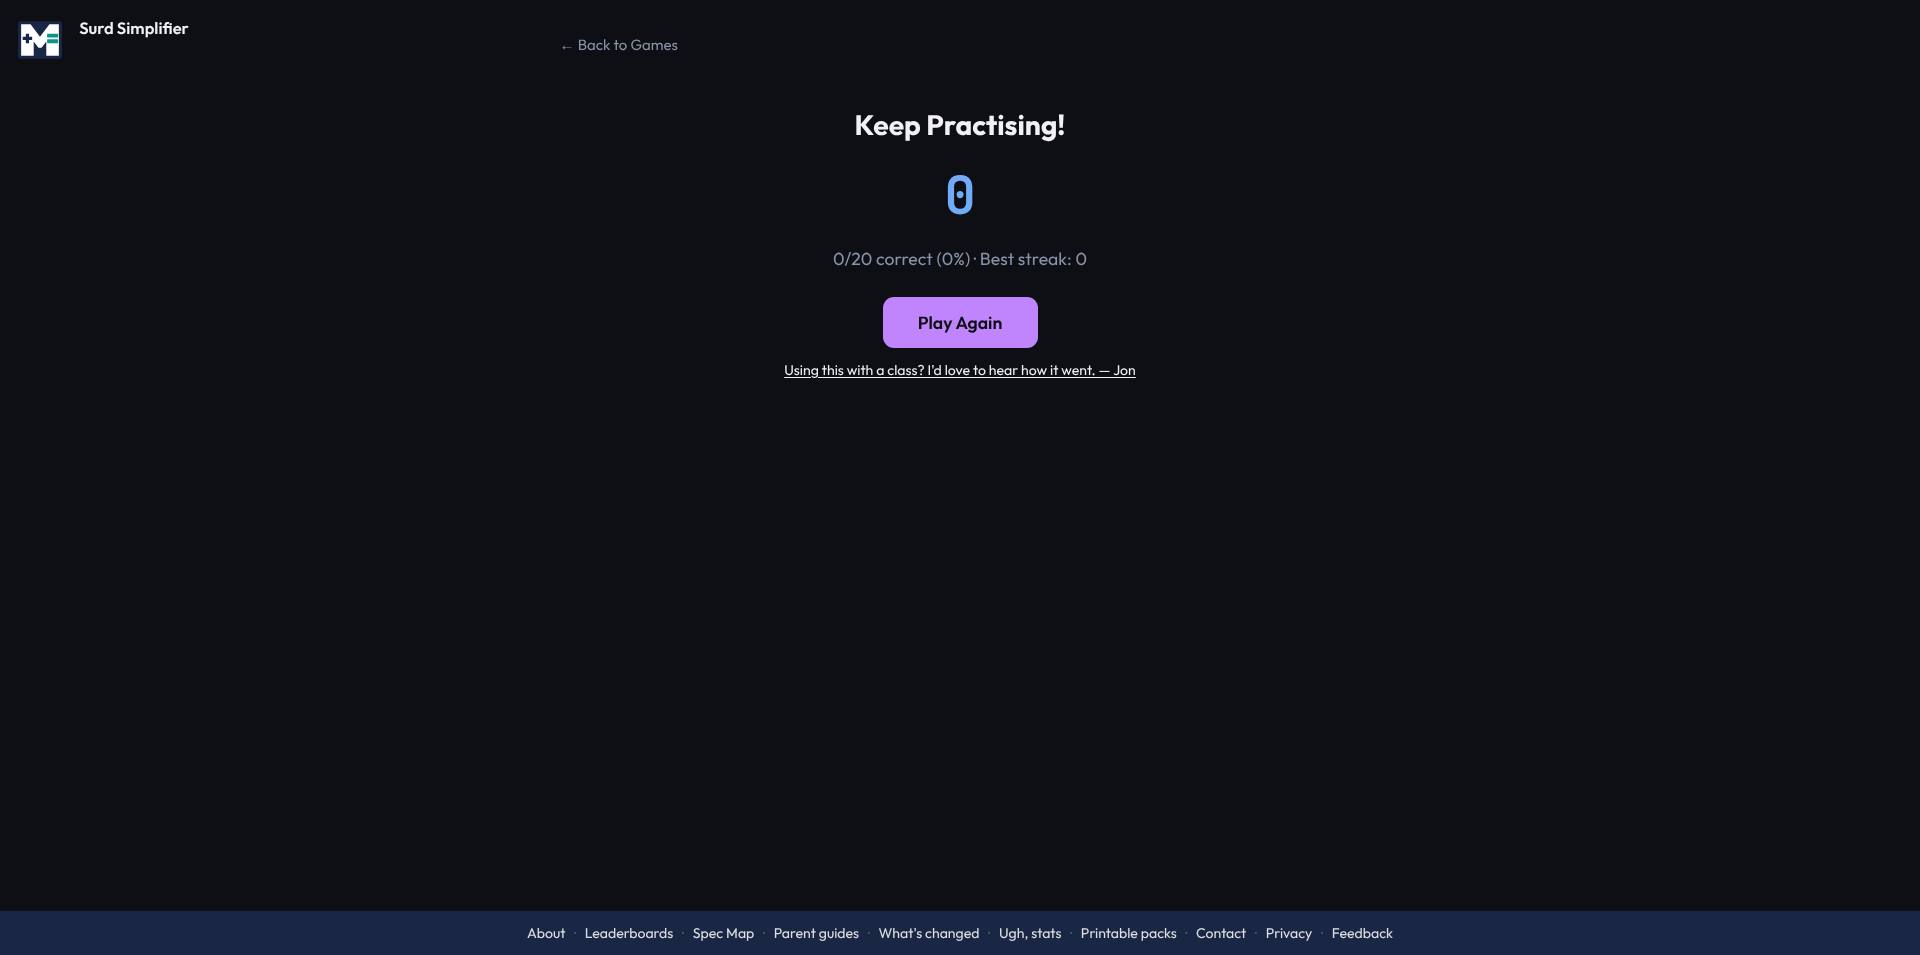 Surd Simplifier
← Back to Games
Keep Practising!
0
0/20 correct (0%) · Best streak: 0
Play Again
Using this with a class? I'd love to hear how it went. — Jon
About · Leaderboards · Spec Map · Parent guides · What's changed · Ugh, stats · Printable packs · Contact · Privacy · Feedback